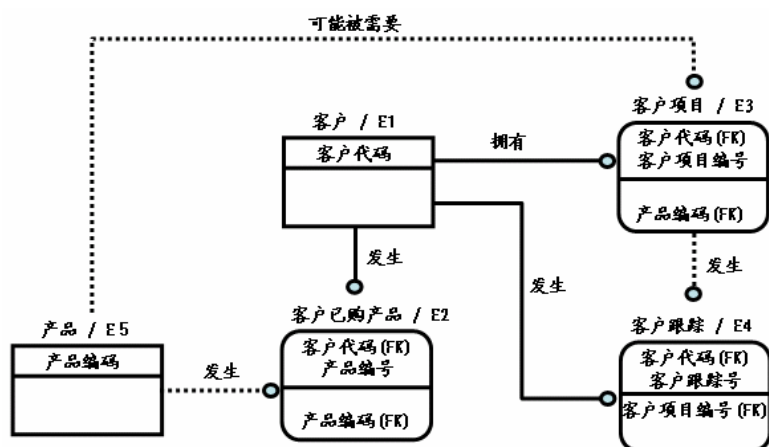 可能被需要
客户项目 / E3
客户代码(FK)
客户项目编号
产品编码(FK)
客户 / E1
客户代码
拥有
发生
发生
发生
客户已购产品 / E2
客户代码(FK)
产品编号
产品编码(FK)
产品 / E5
产品编码
发生
客户跟踪 / E4
客户代码(FK)
客户跟踪号
客户项目编号(FK)